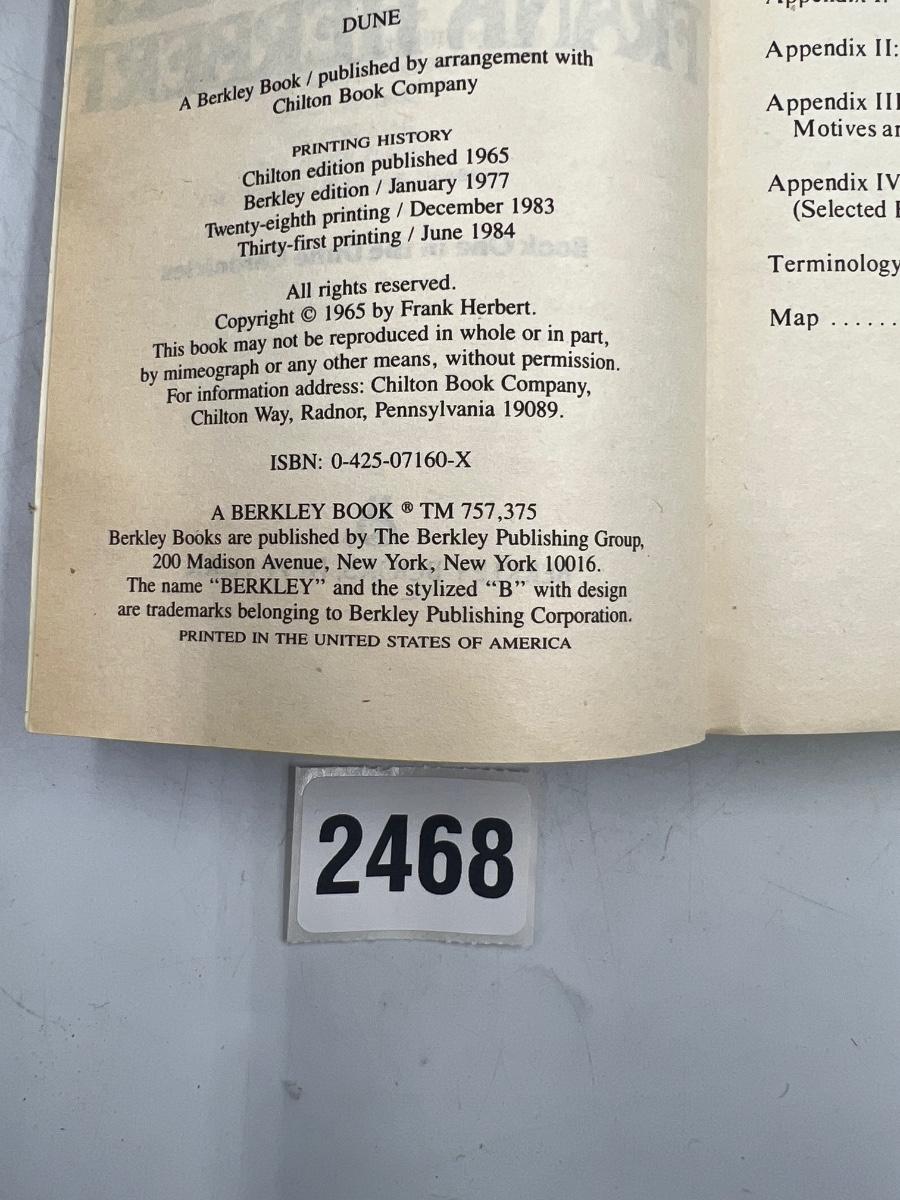 DUNE
A Berkley Book / published by arrangement with
Chilton Book Company
PRINTING HISTORY
Chilton edition published 1965
Berkley edition / January 1977
Twenty-eighth printing / December 1983
Thirty-first printing / June 1984
All rights reserved.
Copyright © 1965 by Frank Herbert.
This book may not be reproduced in whole or in part,
by mimeograph or any other means, without permission.
For information address: Chilton Book Company,
Chilton Way, Radnor, Pennsylvania 19089.
ISBN: 0-425-07160-X
A BERKLEY BOOK ® TM 757,375
Berkley Books are published by The Berkley Publishing Group,
200 Madison Avenue, New York, New York 10016.
The name “BERKLEY” and the stylized “B” with design
are trademarks belonging to Berkley Publishing Corporation.
PRINTED IN THE UNITED STATES OF AMERICA
Appendix II:
Appendix III
Motives
Appendix IV
(Selected
Terminology
Map ......
2468